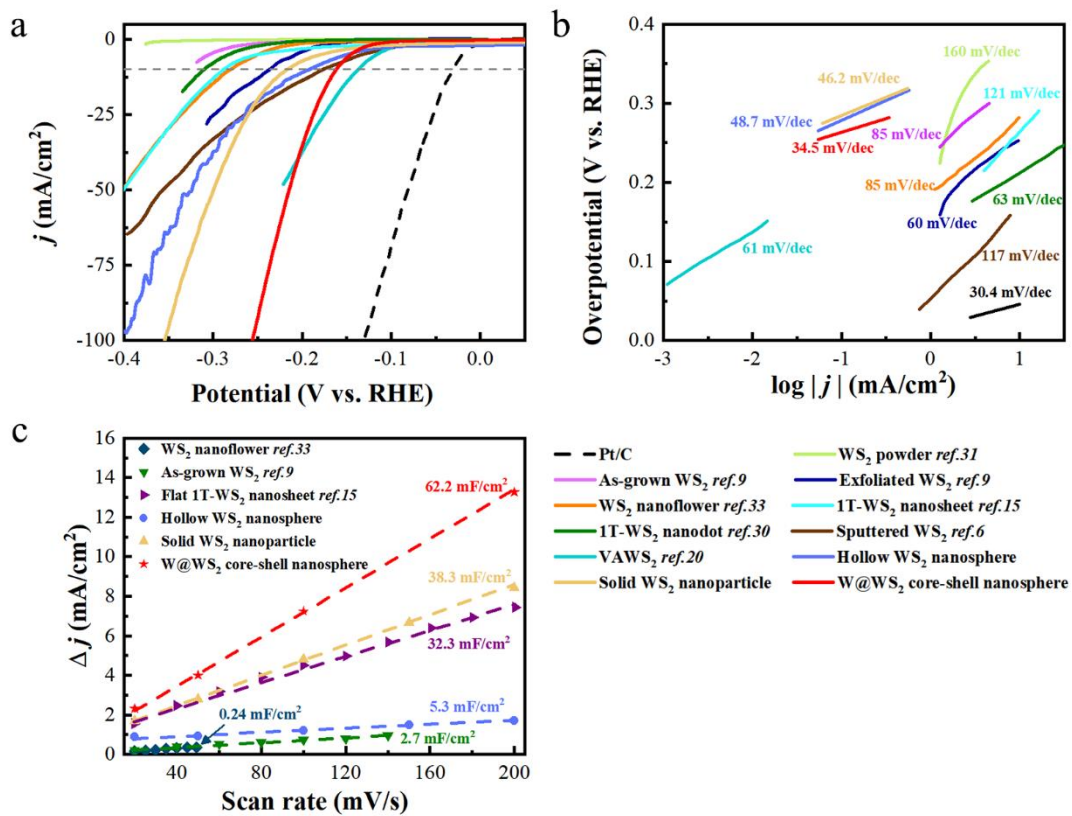 a
0
-25
-50
-75
-100
-0.4
-0.3
-0.2
-0.1
0.0
j (mA/cm²)
Potential (V vs. RHE)
b
0.4
0.3
0.2
0.1
0.0
-3
-2
-1
0
1
Overpotential (V vs. RHE)
log | j | (mA/cm²)
160 mV/dec
46.2 mV/dec
121 mV/dec
48.7 mV/dec
85 mV/dec
34.5 mV/dec
85 mV/dec
63 mV/dec
60 mV/dec
61 mV/dec
117 mV/dec
30.4 mV/dec
c
16
14
12
10
8
6
4
2
0
40
80
120
160
200
Δ j (mA/cm²)
Scan rate (mV/s)
WS₂ nanoflower ref.33
As-grown WS₂ ref.9
Flat 1T-WS₂ nanosheet ref.15
Hollow WS₂ nanosphere
Solid WS₂ nanoparticle
W@WS₂ core-shell nanosphere
62.2 mF/cm²
38.3 mF/cm²
32.3 mF/cm²
5.3 mF/cm²
0.24 mF/cm²
2.7 mF/cm²
Pt/C
WS₂ powder ref.31
As-grown WS₂ ref.9
Exfoliated WS₂ ref.9
WS₂ nanoflower ref.33
1T-WS₂ nanosheet ref.15
1T-WS₂ nanodot ref.30
Sputtered WS₂ ref.6
VAWS₂ ref.20
Hollow WS₂ nanosphere
Solid WS₂ nanoparticle
W@WS₂ core-shell nanosphere